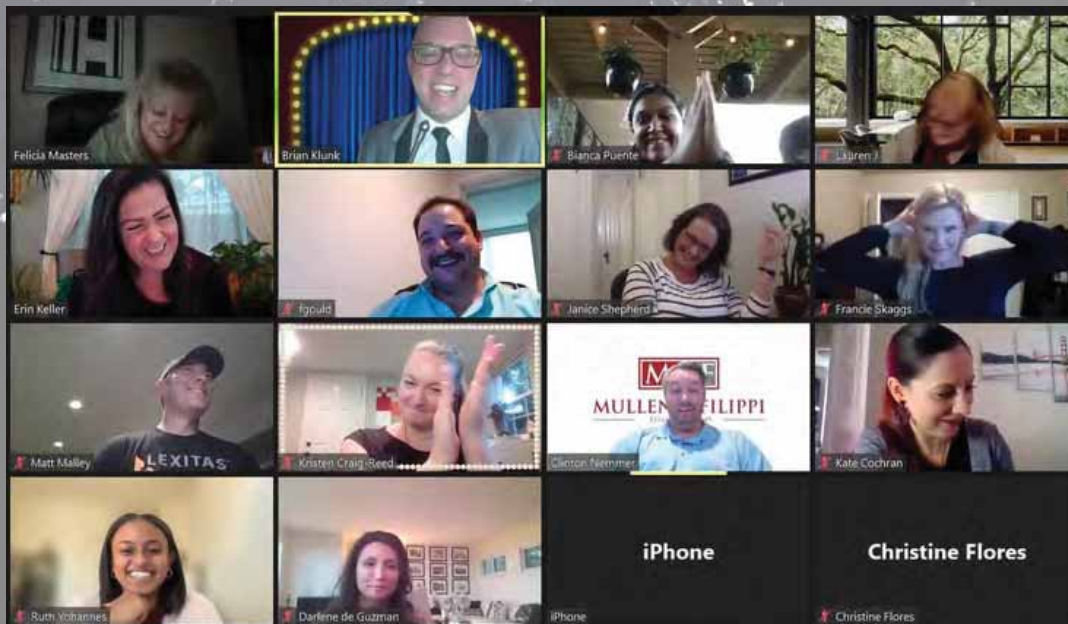 Felicia Masters
Brian Klunk
Bianca Puente
Lauren J
Erin Keller
fgould
Janice Shepherd
Francie Skaggs
LEXITAS
Matt Malley
Kristen Craig-Reed
MULLEN FILIPPI
Clinton Nemmer
Kate Cochran
Ruth Yohannes
Darlene de Guzman
iPhone
iPhone
Christine Flores
Christine Flores